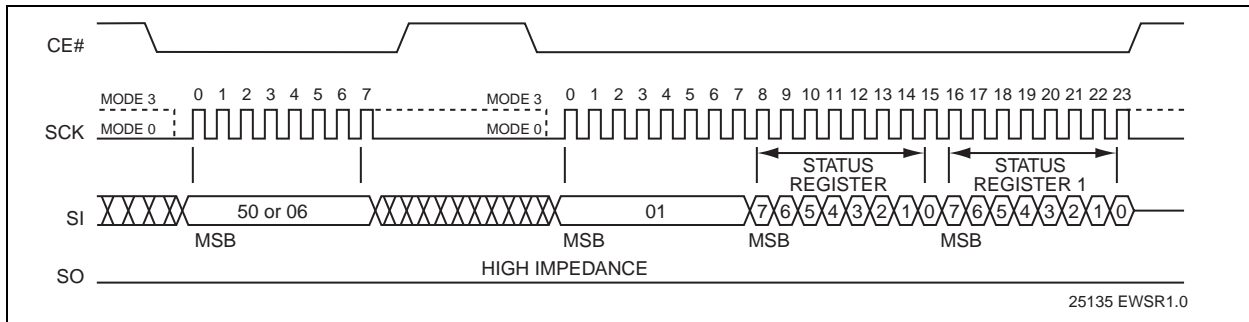 CE#
MODE 3
0 1 2 3 4 5 6 7
MODE 3
0 1 2 3 4 5 6 7 8 9 10 11 12 13 14 15 16 17 18 19 20 21 22 23
SCK
MODE 0
MODE 0
STATUS REGISTER
STATUS REGISTER 1
SI
50 or 06
01
7 6 5 4 3 2 1 0 7 6 5 4 3 2 1 0
MSB
MSB
MSB
MSB
HIGH IMPEDANCE
SO
25135 EWSR1.0